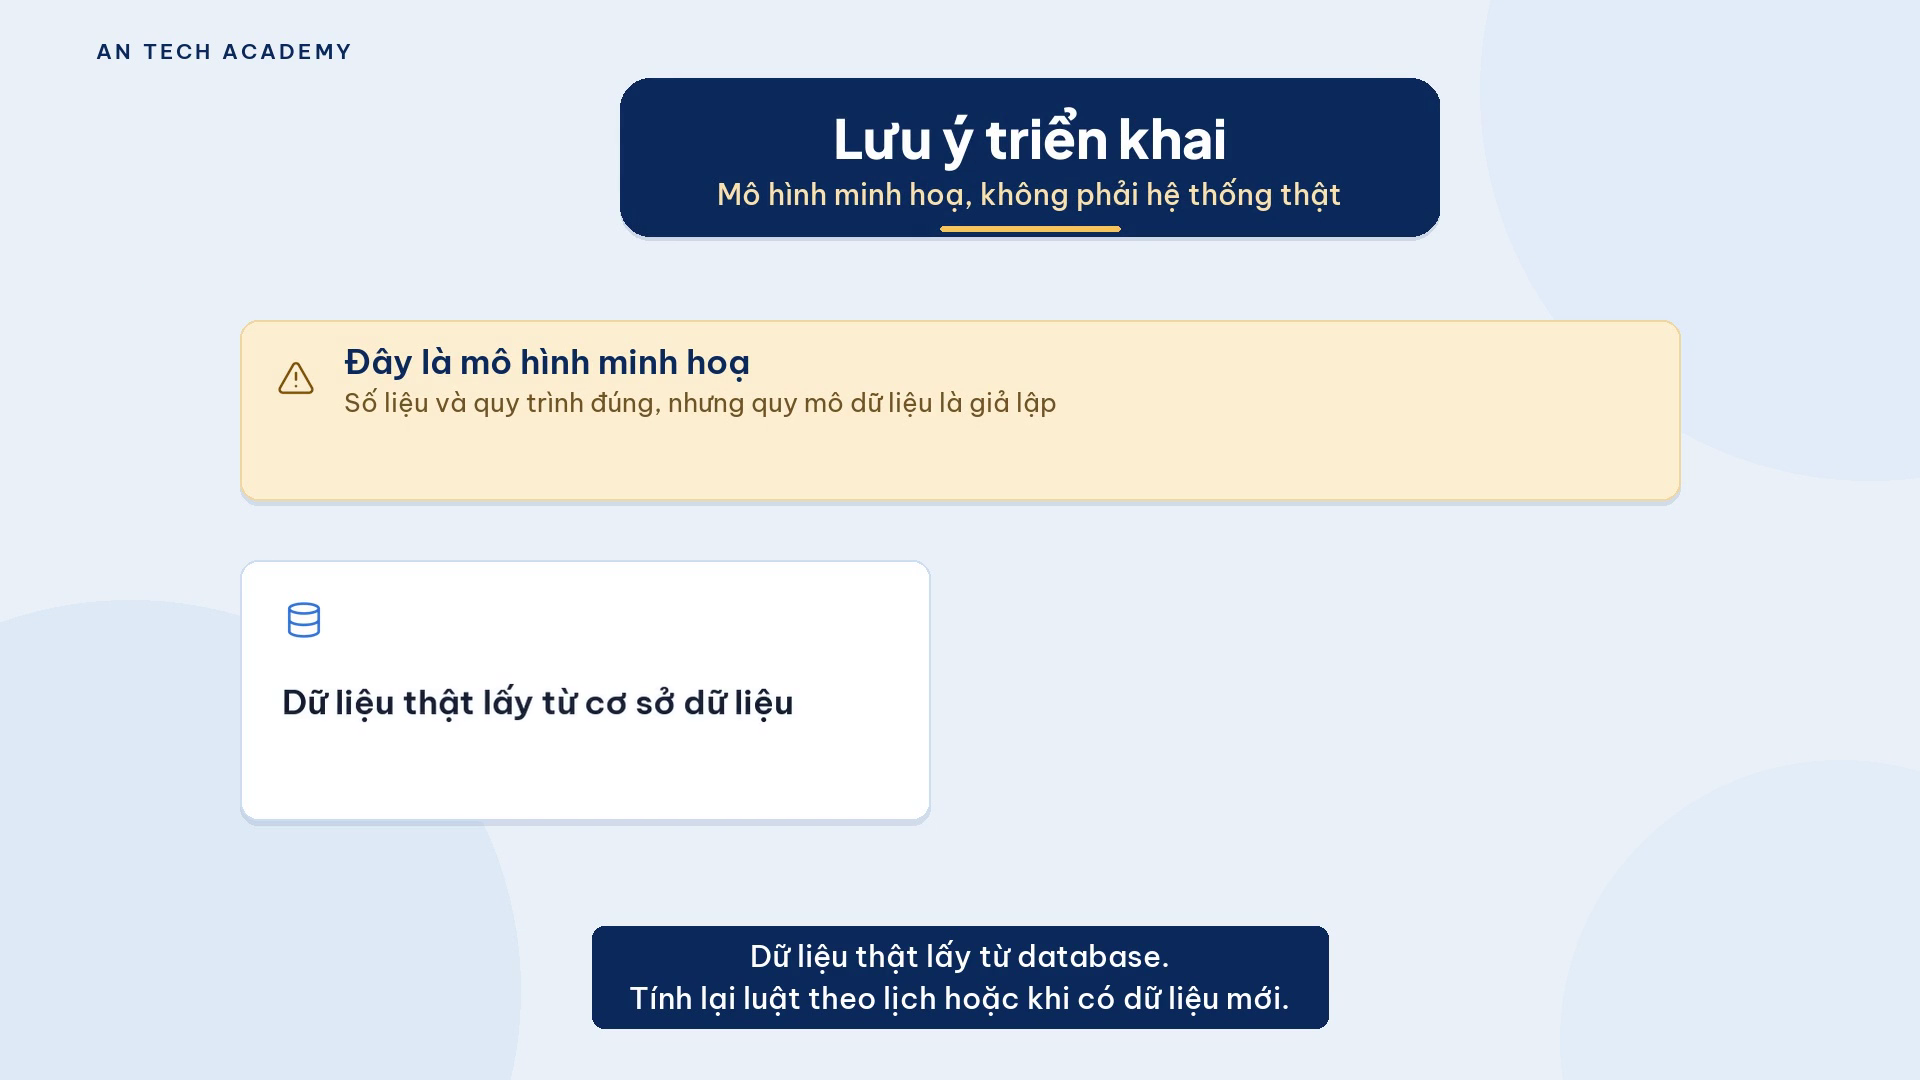 AN TECH ACADEMY
Lưu ý triển khai
Mô hình minh hoạ, không phải hệ thống thật
Đây là mô hình minh hoạ
Số liệu và quy trình đúng, nhưng quy mô dữ liệu là giả lập
Dữ liệu thật lấy từ cơ sở dữ liệu
Dữ liệu thật lấy từ database.
Tính lại luật theo lịch hoặc khi có dữ liệu mới.